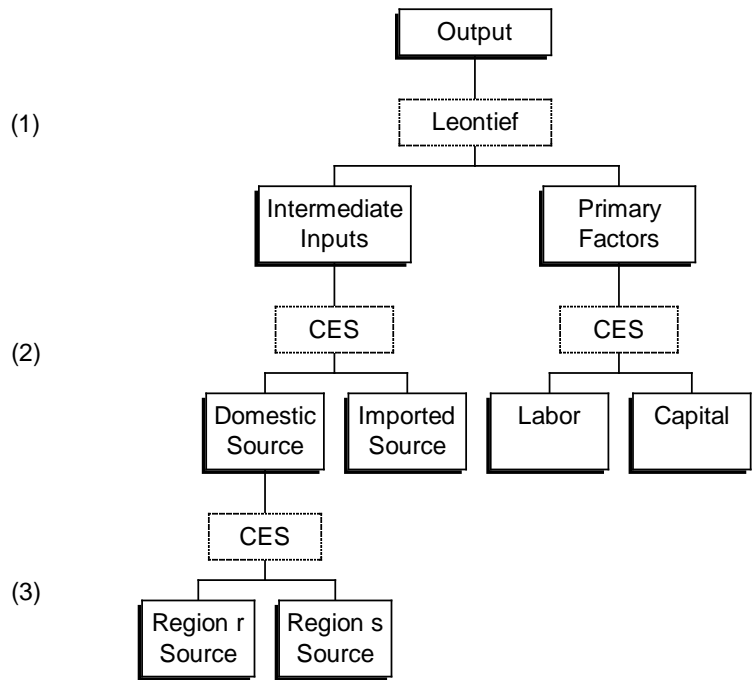 Output
(1)
Leontief
Intermediate
Inputs
Primary
Factors
CES
CES
(2)
Domestic
Source
Imported
Source
Labor
Capital
CES
(3)
Region r
Source
Region s
Source